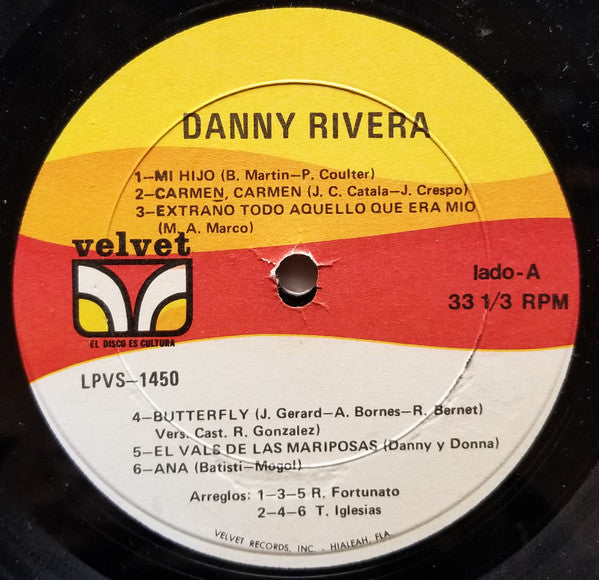 DANNY RIVERA
1-MI HIJO (B. Martin-P. Coulter)
2-CARMEN, CARMEN (J. C. Catala-J. Crespo)
3-EXTRAÑO TODO AQUELLO QUE ERA MIO
(M. A. Marco)
velvet
EL DISCO ES CULTURA
lado-A
33 1/3 RPM
LPVS-1450
4-BUTTERFLY (J. Gerard-A. Bornes-R. Bernet)
Vers. Cast. R. Gonzalez)
5-EL VALS DE LAS MARIPOSAS (Danny y Donna)
6-ANA (Batisti-Mogol)
Arreglos: 1-3-5 R. Fortunato
2-4-6 T. Iglesias
VELVET RECORDS, INC. - HIALEAH, FLA.